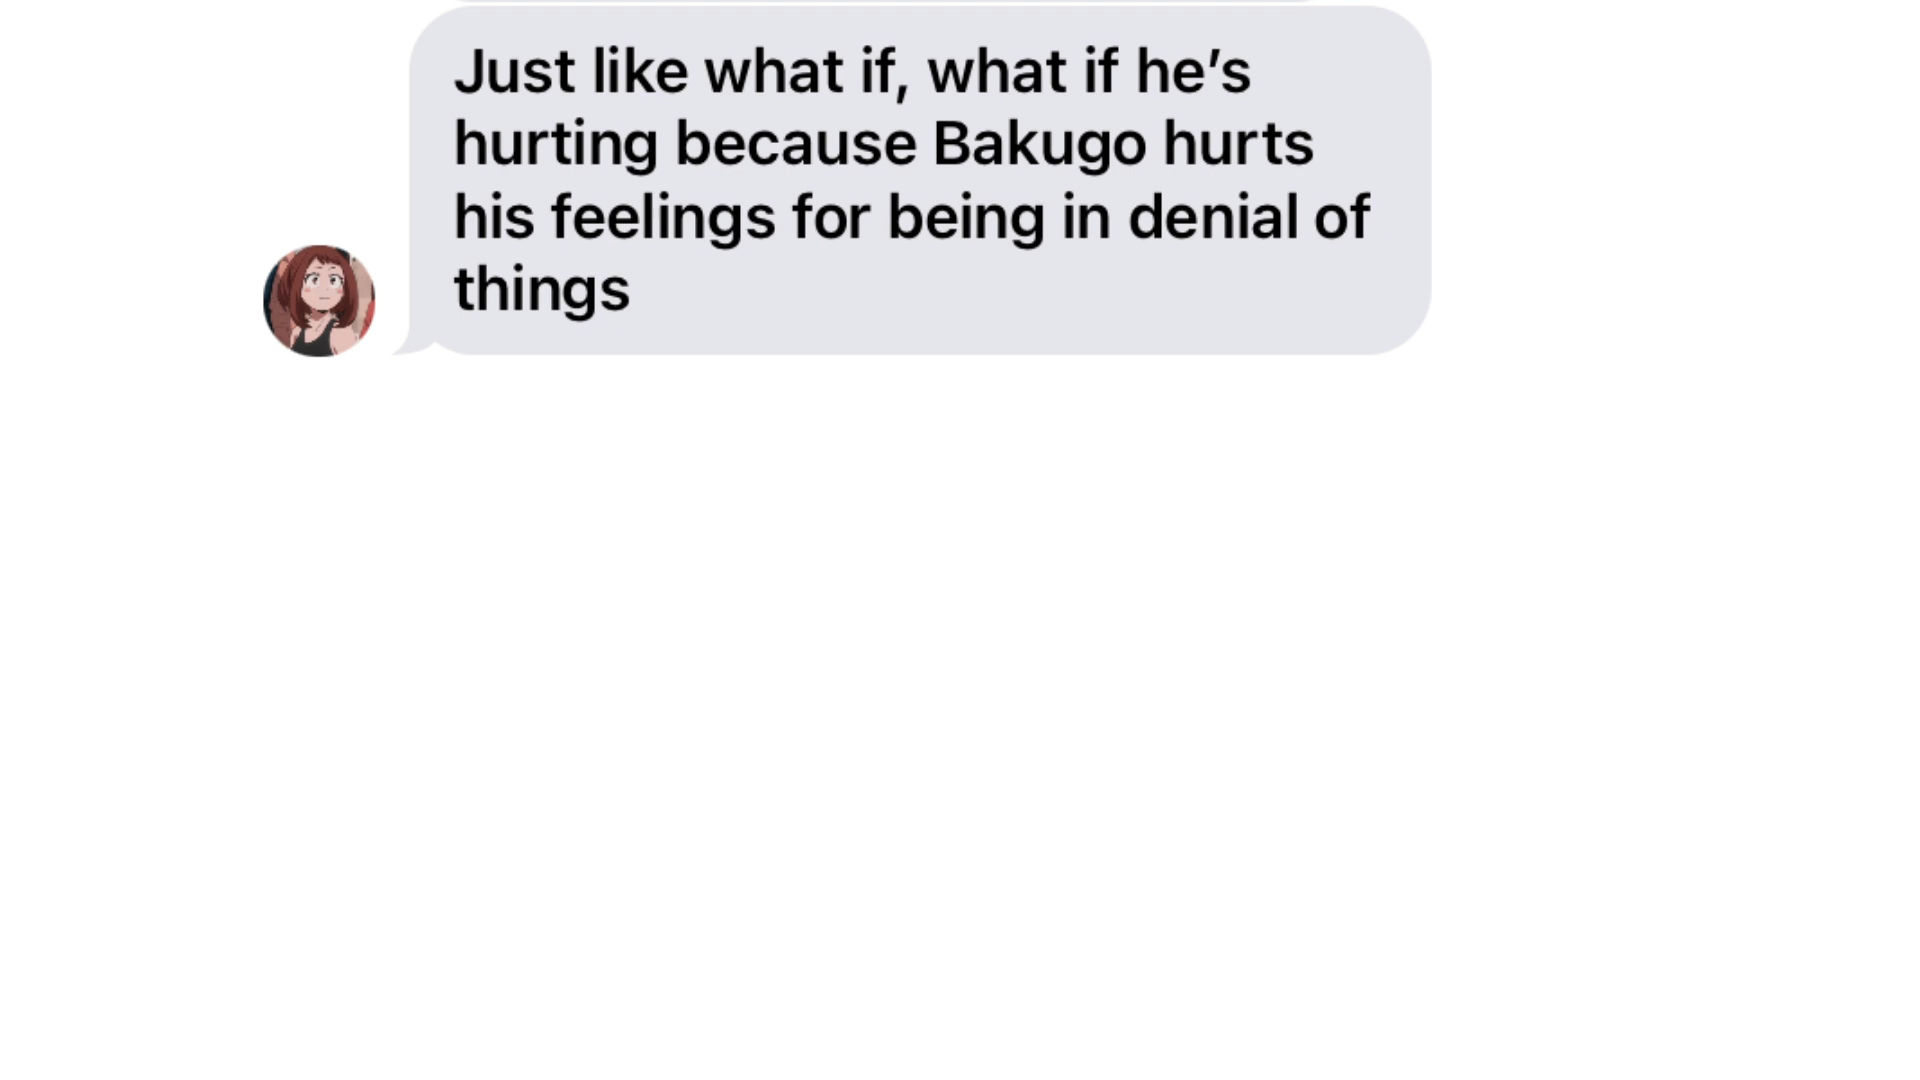 Just like what if, what if he’s
hurting because Bakugo hurts
his feelings for being in denial of
things